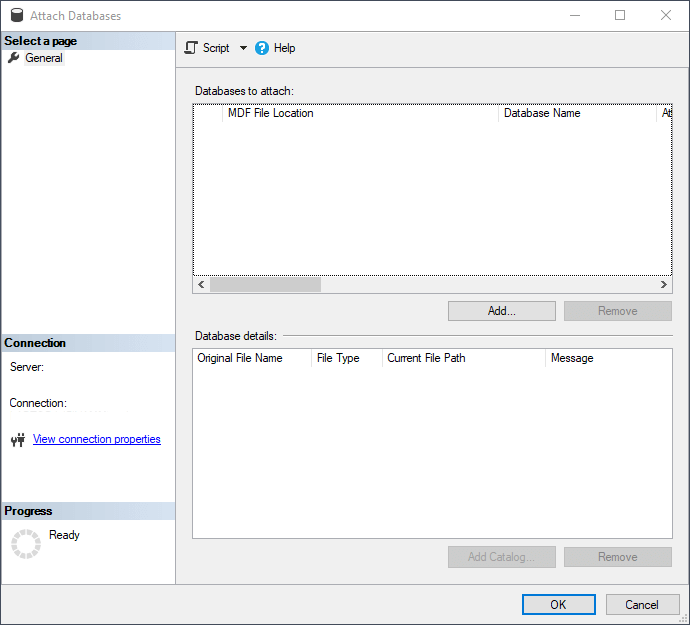 Attach Databases
Select a page
General
Script
Help
Databases to attach:
MDF File Location Database Name
Add... Remove
Connection
Server:
Connection:
View connection properties
Database details:
Original File Name File Type Current File Path Message
Progress
Ready
Add Catalog... Remove
OK Cancel